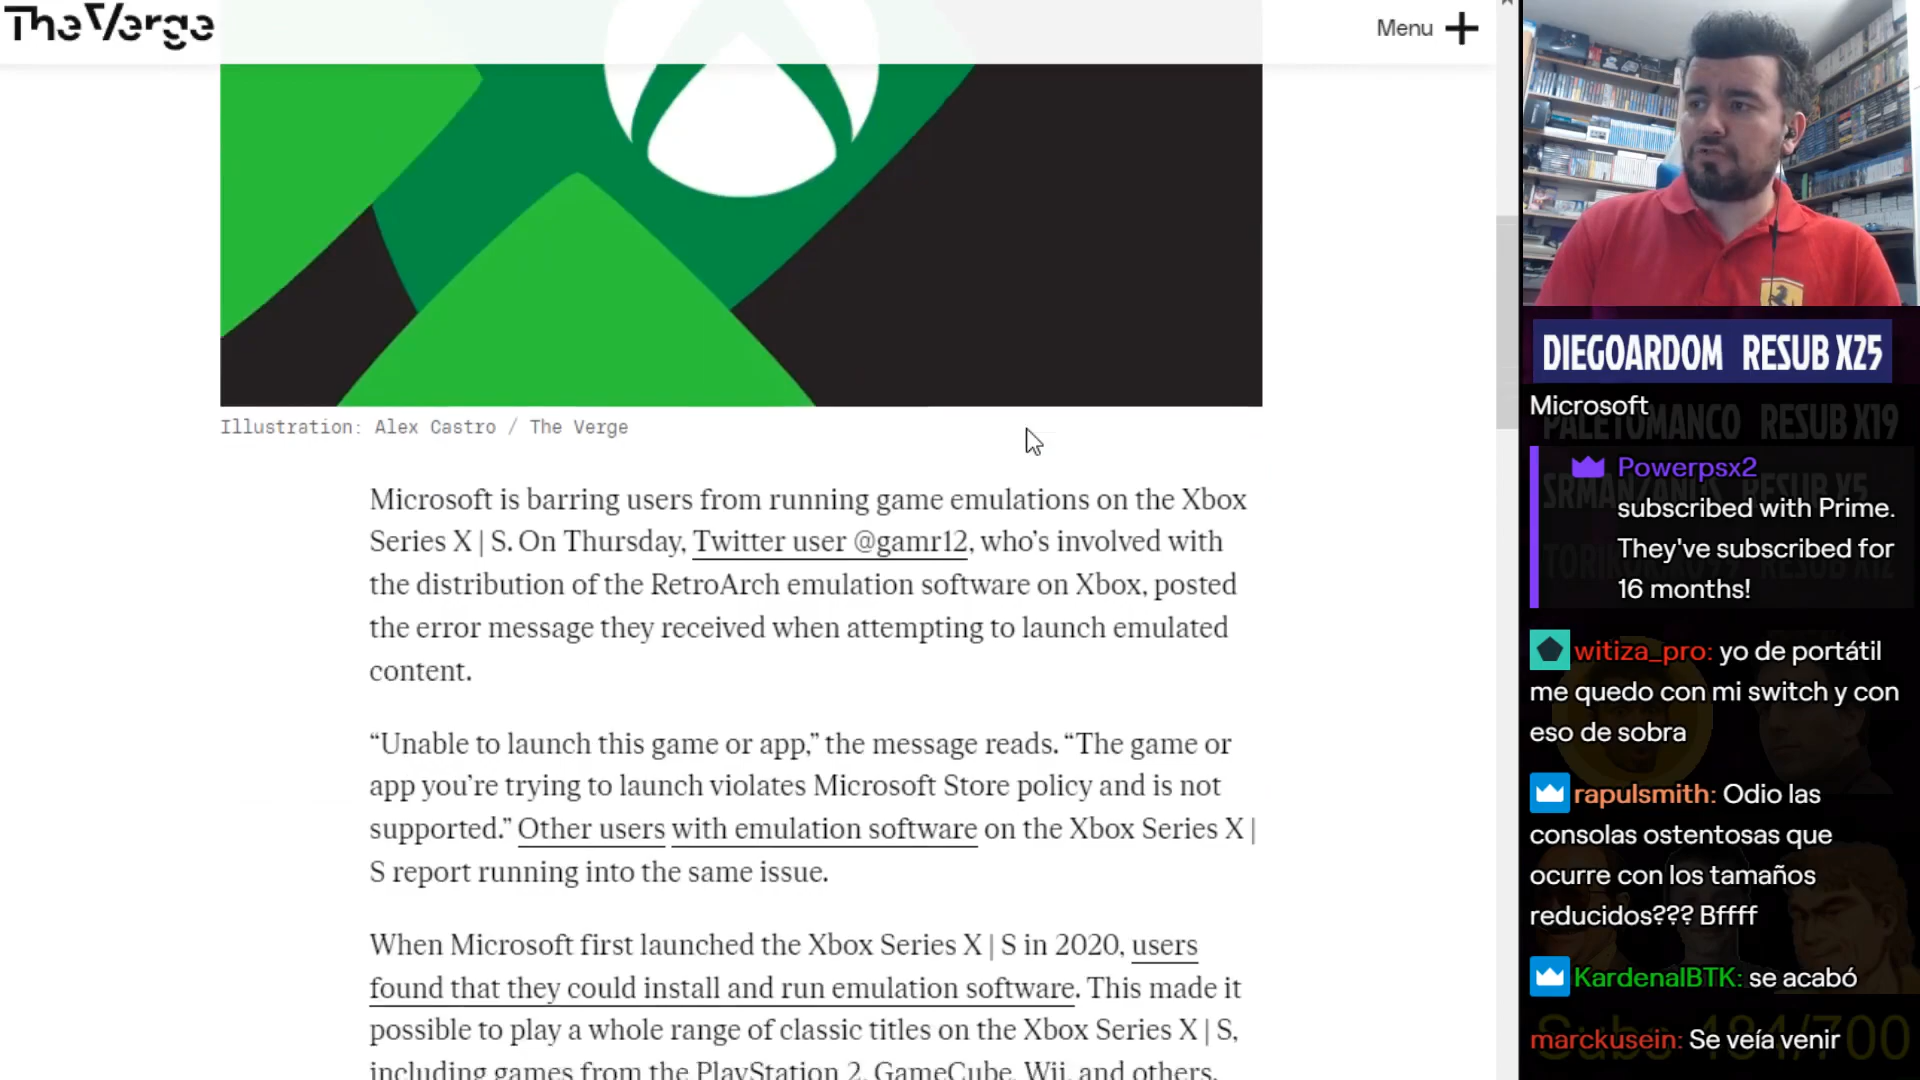 The Verge
Menu
Illustration: Alex Castro / The Verge
Microsoft is barring users from running game emulations on the Xbox
Series X | S. On Thursday, Twitter user @gamr12, who’s involved with
the distribution of the RetroArch emulation software on Xbox, posted
the error message they received when attempting to launch emulated
content.
“Unable to launch this game or app,” the message reads. “The game or
app you’re trying to launch violates Microsoft Store policy and is not
supported.” Other users with emulation software on the Xbox Series X |
S report running into the same issue.
When Microsoft first launched the Xbox Series X | S in 2020, users
found that they could install and run emulation software. This made it
possible to play a whole range of classic titles on the Xbox Series X | S,
including games from the PlayStation 2, GameCube, Wii, and others.
DIEGOARDOM RESUB X25
Microsoft
PALETOMANCO RESUB X19
Powerpsx2
subscribed with Prime.
They've subscribed for
16 months!
witiza_pro: yo de portátil
me quedo con mi switch y con
eso de sobra
rapulsmith: Odio las
consolas ostentosas que
ocurre con los tamaños
reducidos??? Bffff
KardenalBTK: se acabó
marckusein: Se veía venir